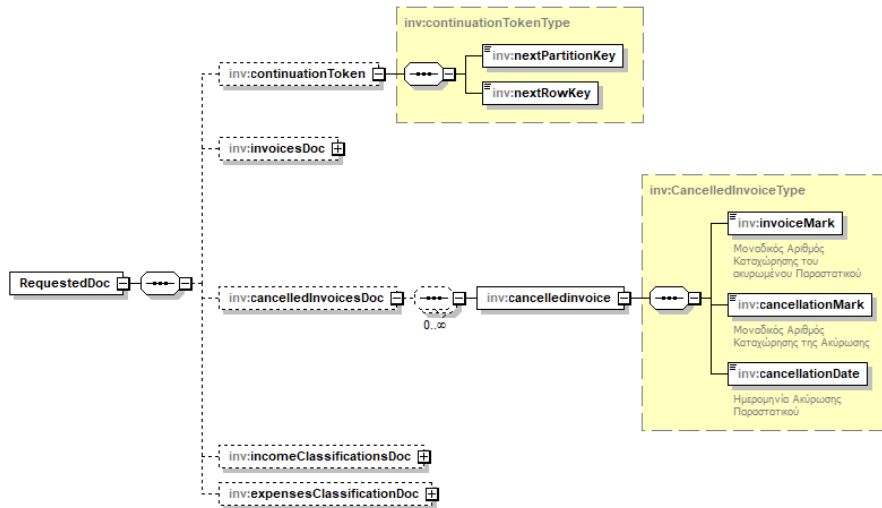 inv:continuationTokenType
inv:continuationToken
inv:nextPartitionKey
inv:nextRowKey
inv:invoicesDoc
inv:CancelledInvoiceType
inv:invoiceMark
Μοναδικός Αριθμός
Καταχώρησης του
ακυρωμένου Παραστατικού
RequestedDoc
inv:cancelledInvoicesDoc
0..∞
inv:cancelledinvoice
inv:cancellationMark
Μοναδικός Αριθμός
Καταχώρησης της Ακύρωσης
inv:cancellationDate
Ημερομηνία Ακύρωσης
Παραστατικού
inv:incomeClassificationsDoc
inv:expensesClassificationDoc